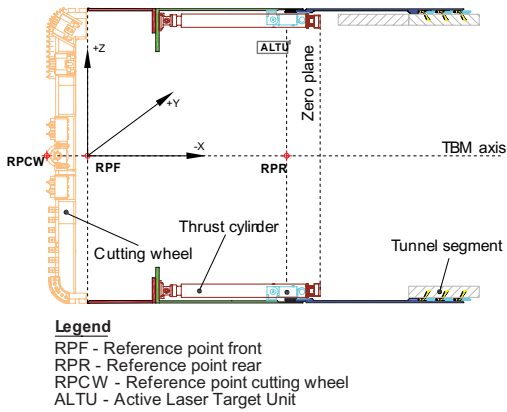 +Z
ALTU
Zero plane
+Y
-X
TBM axis
RPCW
RPF
RPR
Thrust cylinder
Cutting wheel
Tunnel segment
Legend
RPF - Reference point front
RPR - Reference point rear
RPCW - Reference point cutting wheel
ALTU - Active Laser Target Unit